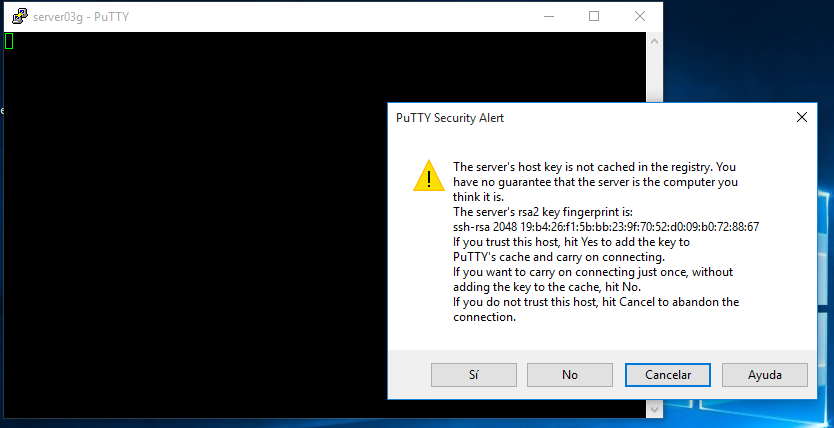 server03g - PuTTY
PuTTY Security Alert
The server's host key is not cached in the registry. You
have no guarantee that the server is the computer you
think it is.
The server's rsa2 key fingerprint is:
ssh-rsa 2048 19:b4:26:f1:5b:bb:23:9f:70:52:d0:09:b0:72:88:67
If you trust this host, hit Yes to add the key to
PuTTY's cache and carry on connecting.
If you want to carry on connecting just once, without
adding the key to the cache, hit No.
If you do not trust this host, hit Cancel to abandon the
connection.
Sí No Cancelar Ayuda